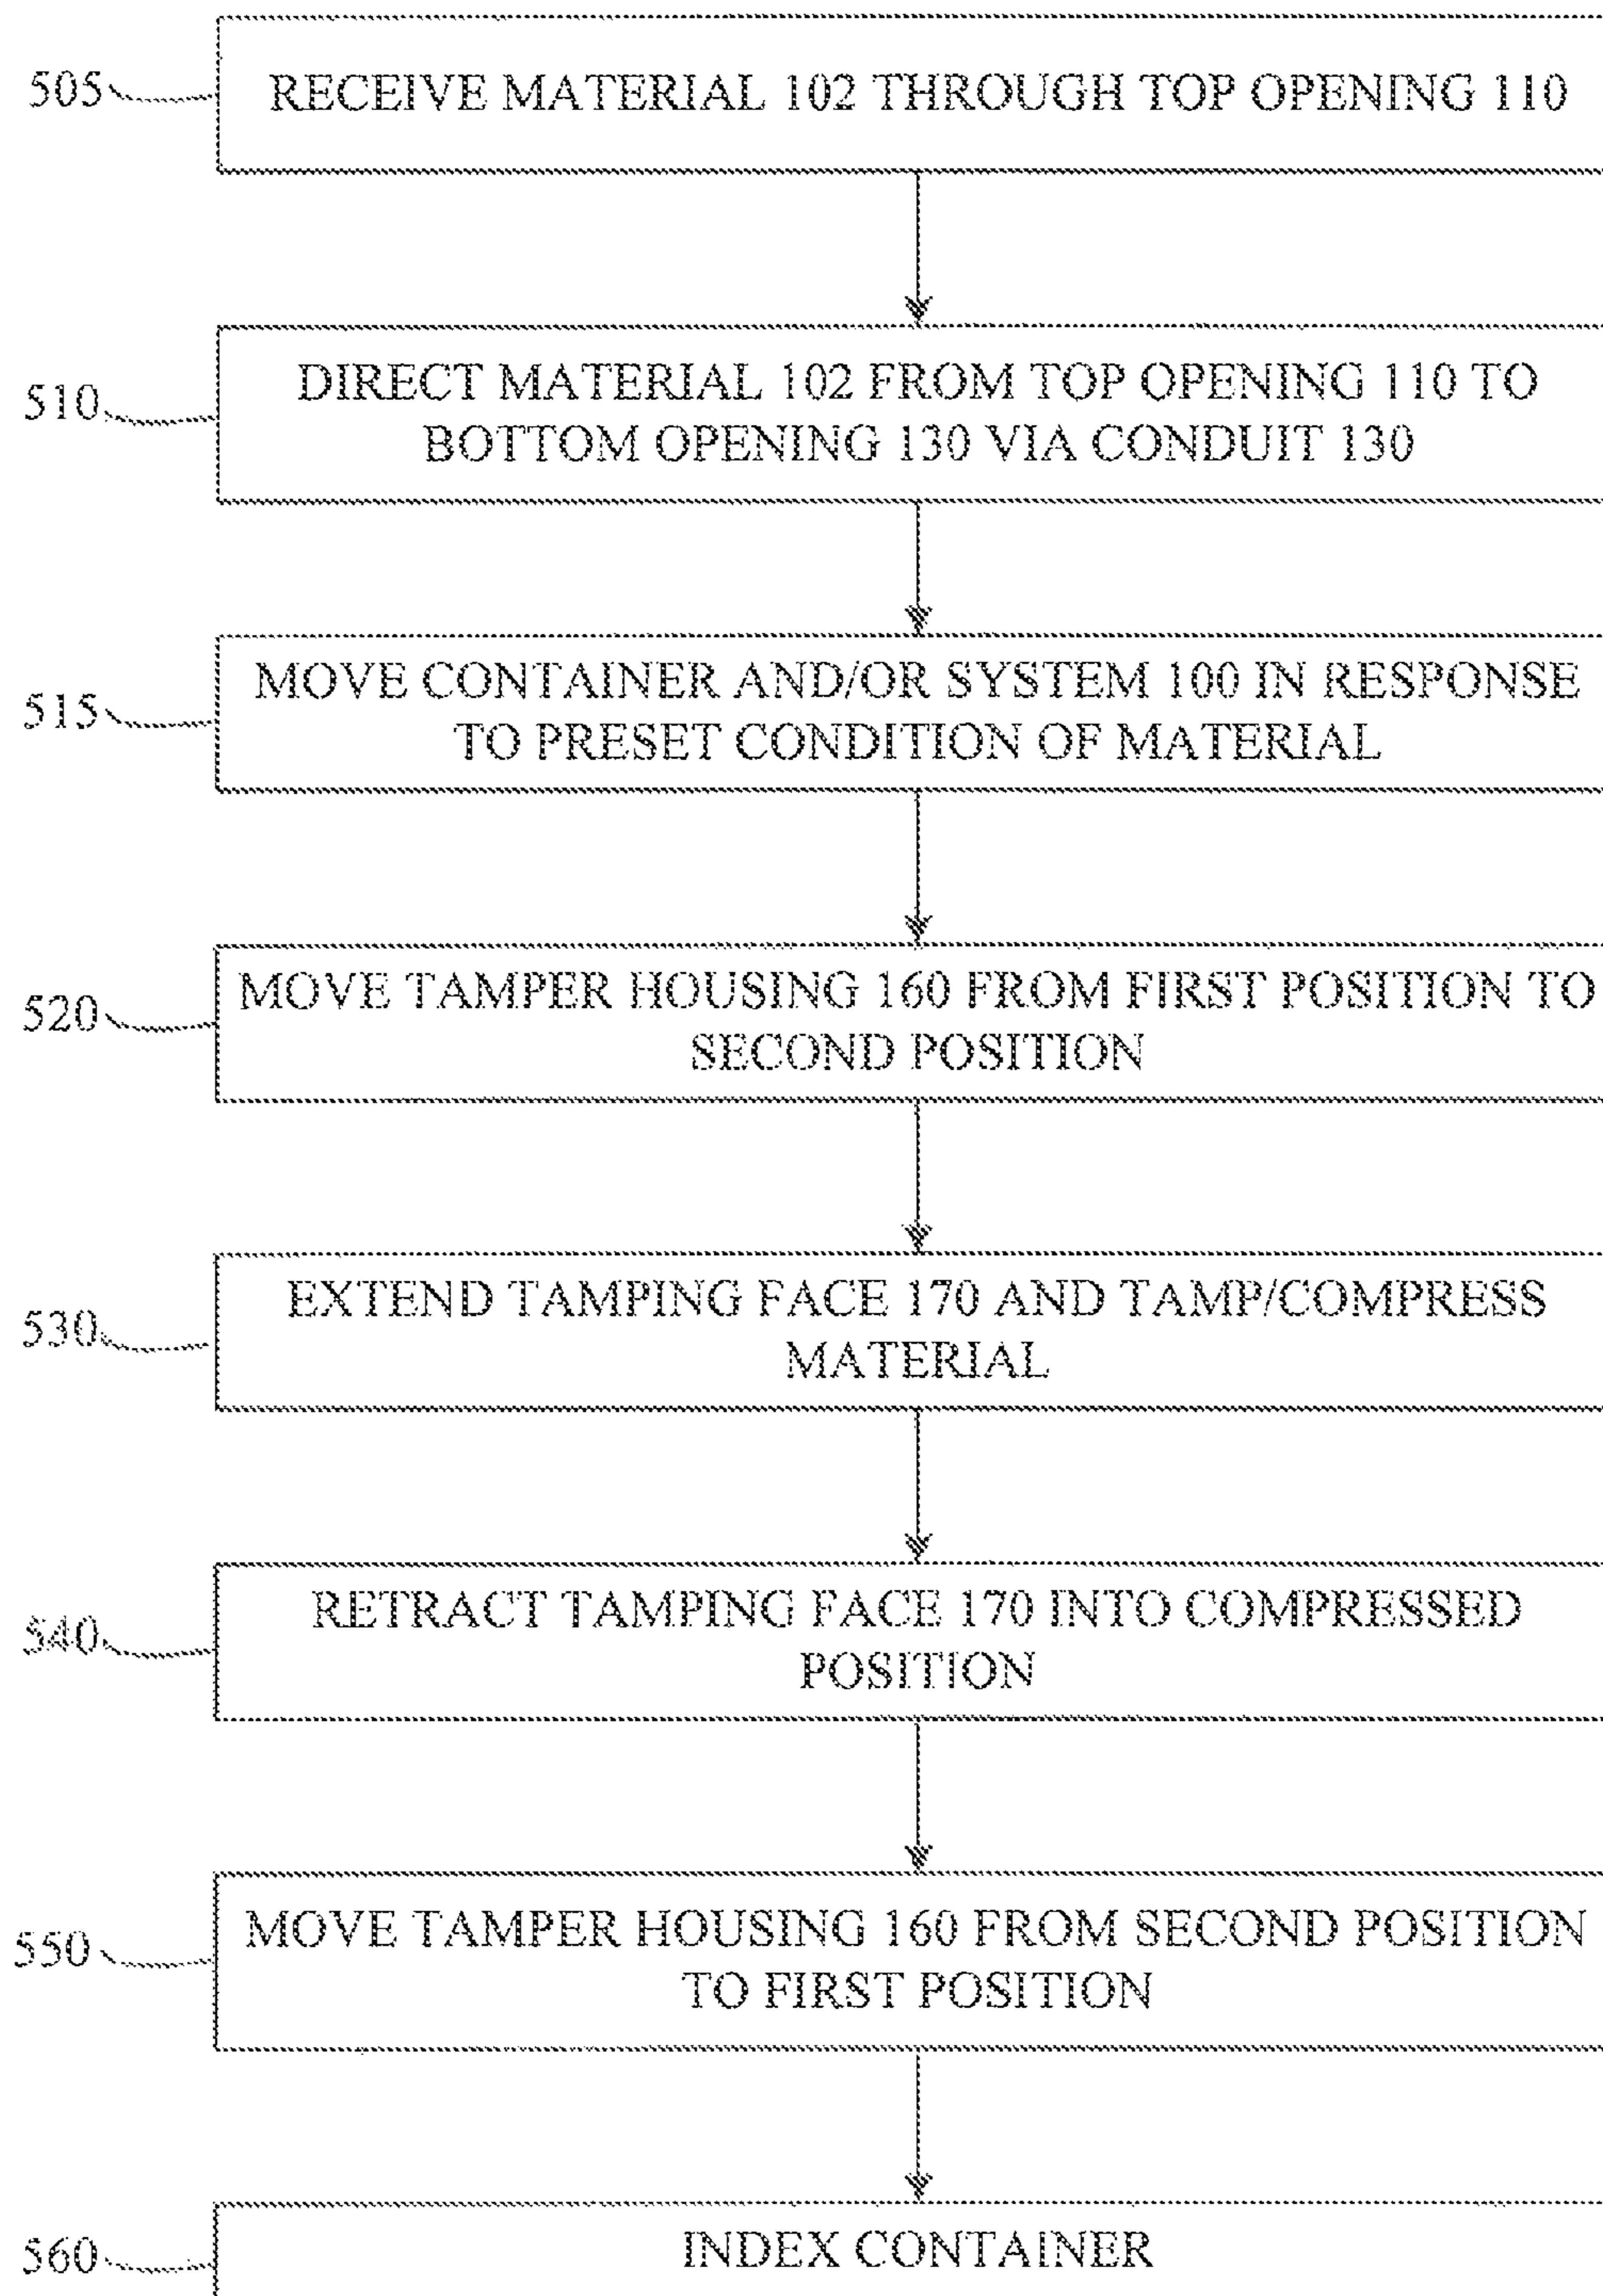 505
RECEIVE MATERIAL 102 THROUGH TOP OPENING 110
510
DIRECT MATERIAL 102 FROM TOP OPENING 110 TO
BOTTOM OPENING 130 VIA CONDUIT 130
515
MOVE CONTAINER AND/OR SYSTEM 100 IN RESPONSE
TO PRESET CONDITION OF MATERIAL
520
MOVE TAMPER HOUSING 160 FROM FIRST POSITION TO
SECOND POSITION
530
EXTEND TAMPING FACE 170 AND TAMP/COMPRESS
MATERIAL
540
RETRACT TAMPING FACE 170 INTO COMPRESSED
POSITION
550
MOVE TAMPER HOUSING 160 FROM SECOND POSITION
TO FIRST POSITION
560
INDEX CONTAINER